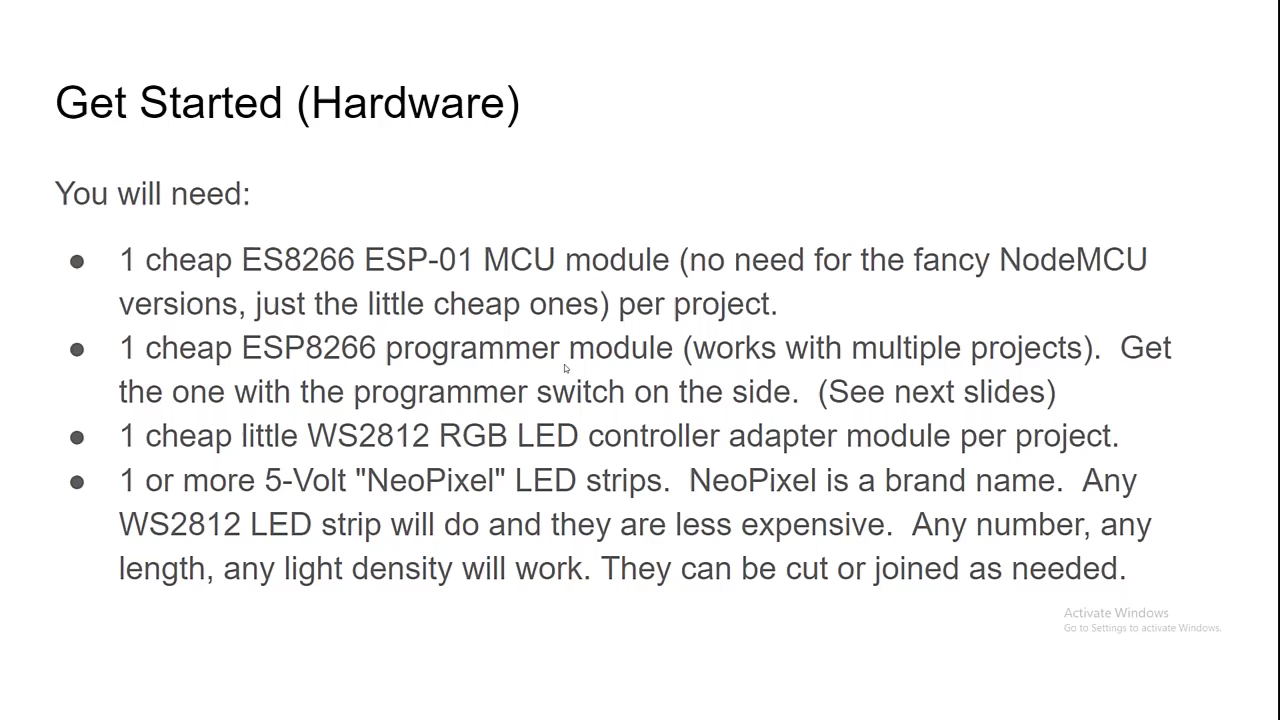 Get Started (Hardware)
You will need:
● 1 cheap ES8266 ESP-01 MCU module (no need for the fancy NodeMCU
versions, just the little cheap ones) per project.
● 1 cheap ESP8266 programmer module (works with multiple projects).  Get
the one with the programmer switch on the side.  (See next slides)
● 1 cheap little WS2812 RGB LED controller adapter module per project.
● 1 or more 5-Volt "NeoPixel" LED strips.  NeoPixel is a brand name.  Any
WS2812 LED strip will do and they are less expensive.  Any number, any
length, any light density will work. They can be cut or joined as needed.
Activate Windows
Go to Settings to activate Windows.